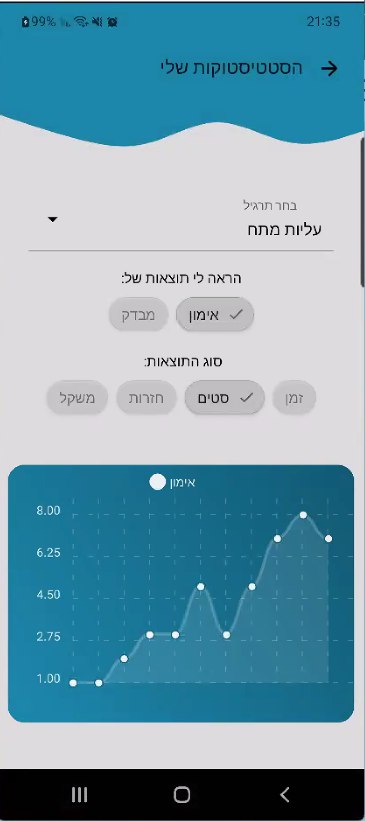 99% 21:35
הסטטיסטוקות שלי
בחר תרגיל
עליות מתח
הראה לי תוצאות של:
אימון מבדק
סוג התוצאות:
זמן סטים חזרות משקל
אימון
8.00
6.25
4.50
2.75
1.00